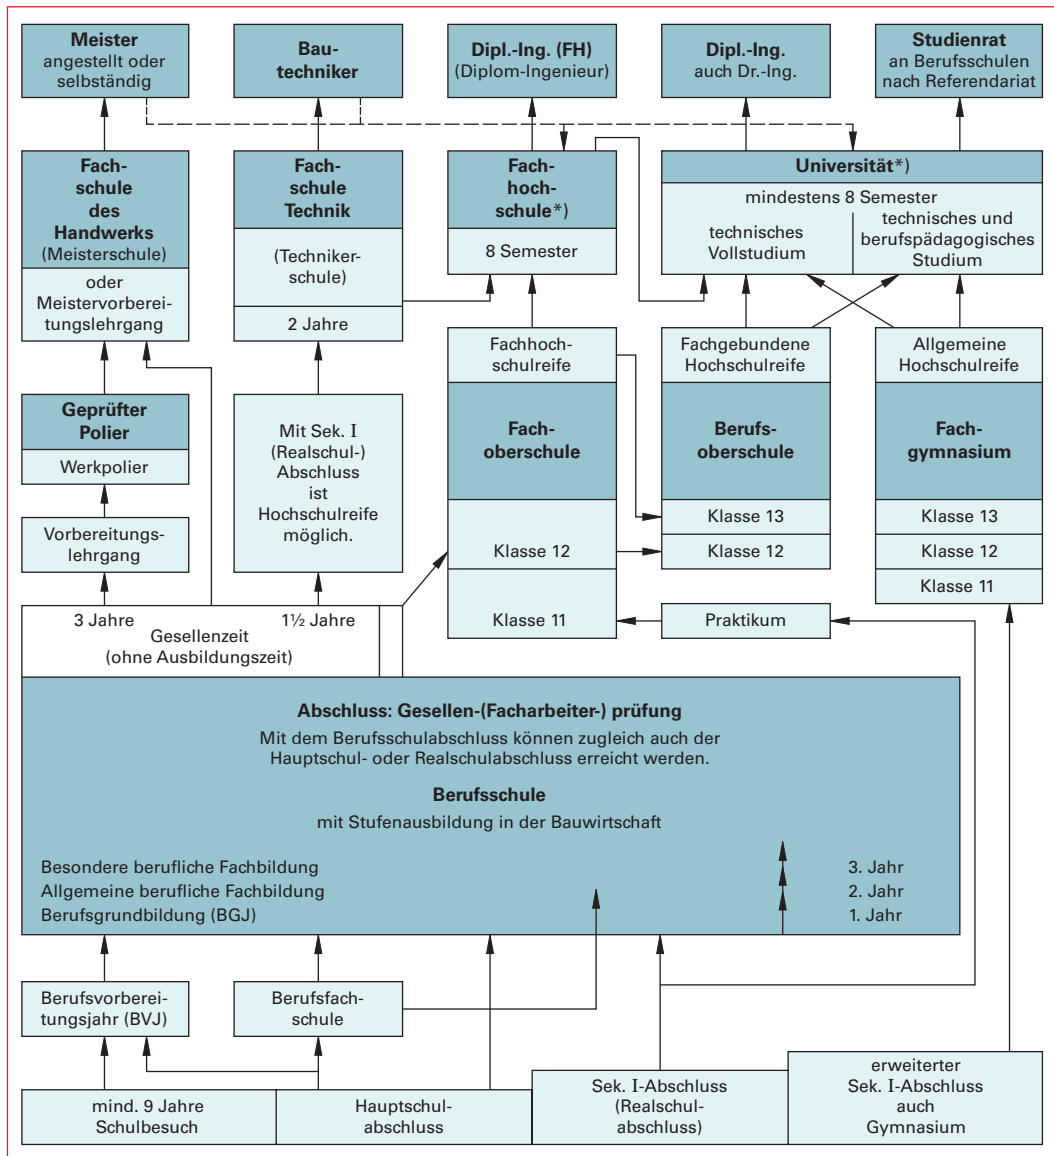 Meister
angestellt oder
selbständig
Bau-
techniker
Dipl.-Ing. (FH)
(Diplom-Ingenieur)
Dipl.-Ing.
auch Dr.-Ing.
Studienrat
an Berufsschulen
nach Referendariat
Fach-
schule
des
Handwerks
(Meisterschule)
oder
Meistervorberei-
tungslehrgang
Fach-
schule
Technik
(Techniker-
schule)
2 Jahre
Fach-
hoch-
schule*)
8 Semester
Universität*)
mindestens 8 Semester
technisches
Vollstudium
technisches und
berufspädagogisches
Studium
Geprüfter
Polier
Werkpolier
Vorbereitungs-
lehrgang
Mit Sek. I
(Realschul-)
Abschluss
ist
Hochschulreife
möglich.
Fachhoch-
schulreife
Fach-
oberschule
Klasse 12
Klasse 11
Fachgebundene
Hochschulreife
Berufs-
oberschule
Klasse 13
Klasse 12
Praktikum
Allgemeine
Hochschulreife
Fach-
gymnasium
Klasse 13
Klasse 12
Klasse 11
3 Jahre 1½ Jahre
Gesellenzeit
(ohne Ausbildungszeit)
Abschluss: Gesellen-(Facharbeiter-) prüfung
Mit dem Berufsschulabschluss können zugleich auch der
Hauptschul- oder Realschulabschluss erreicht werden.
Berufsschule
mit Stufenausbildung in der Bauwirtschaft
Besondere berufliche Fachbildung 3. Jahr
Allgemeine berufliche Fachbildung 2. Jahr
Berufsgrundbildung (BGJ) 1. Jahr
Berufsvorberei-
tungsjahr (BVJ)
Berufsfach-
schule
mind. 9 Jahre
Schulbesuch
Hauptschul-
abschluss
Sek. I-Abschluss
(Realschul-
abschluss)
erweiterter
Sek. I-Abschluss
auch
Gymnasium